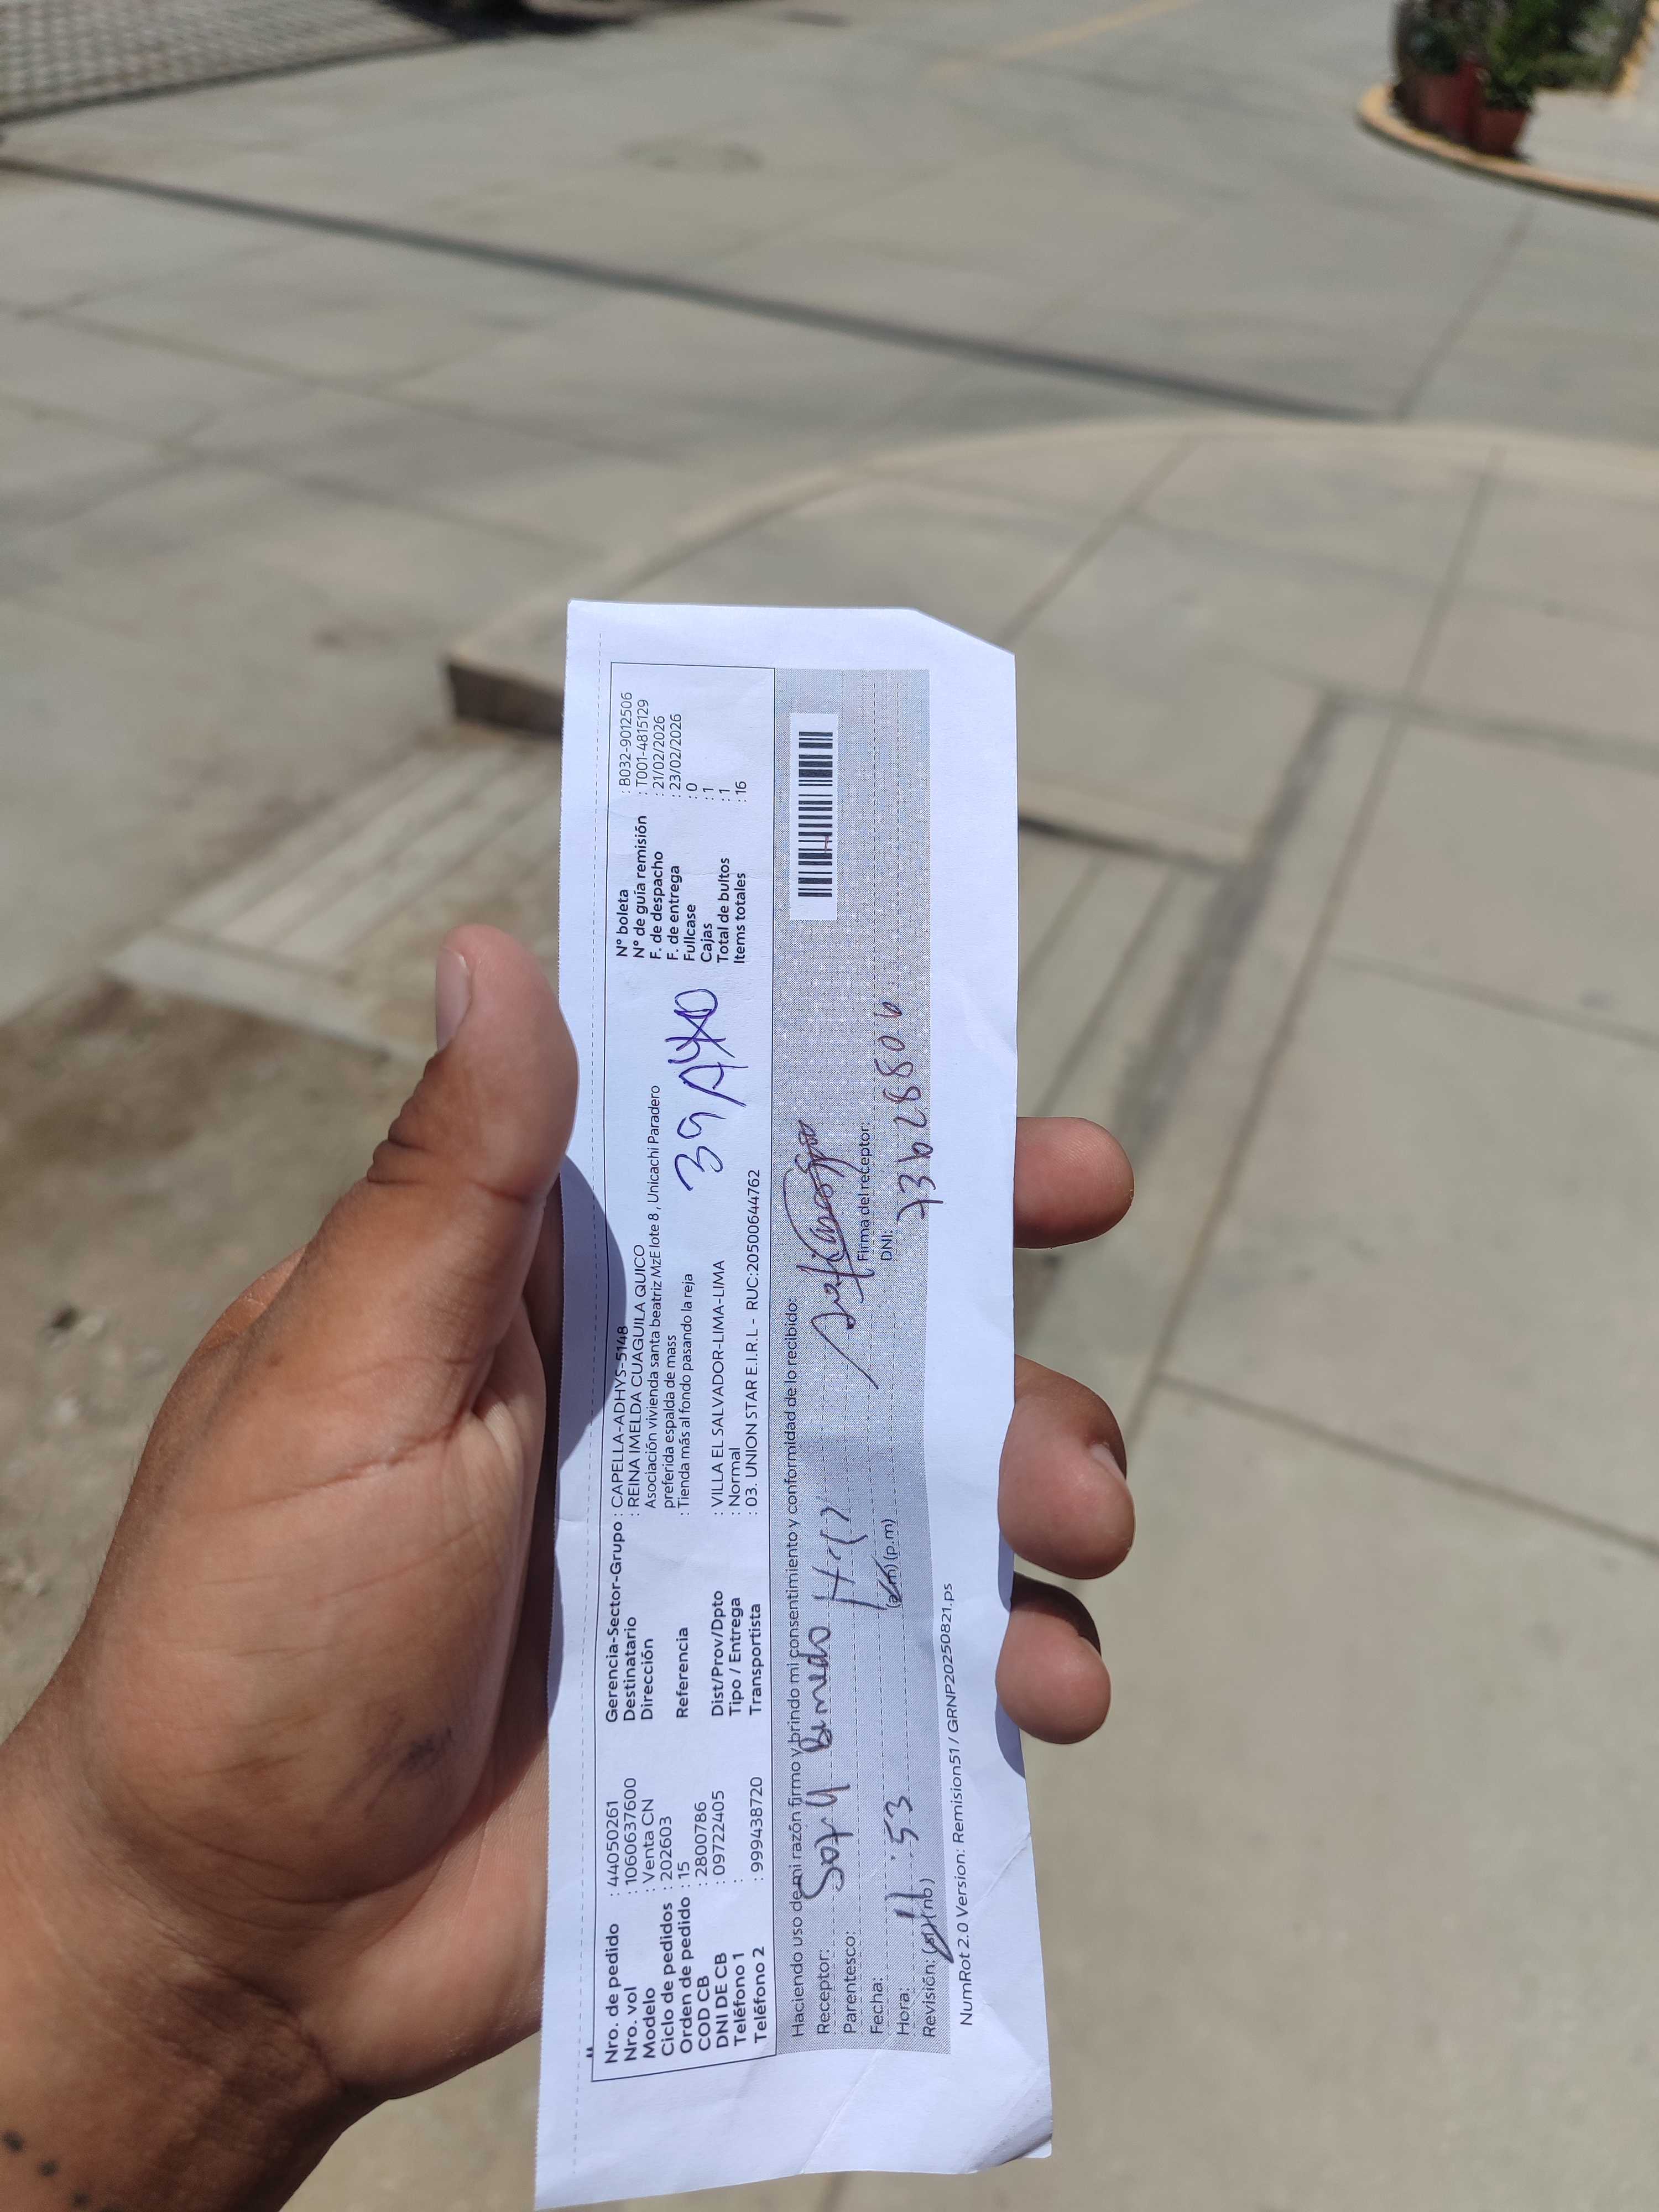 Nro. de pedido : 44050261
Nro. vol : 1060637600
Modelo : Venta CN
Ciclo de pedidos : 202603
Orden de pedido : 15
COD CB : 2800786
DNI DE CB : 09722405
Teléfono 1 :
Teléfono 2 : 999438720
Gerencia-Sector-Grupo : CAPELLA-ADHYS-5148
Destinatario : REINA IMELDA CUAGUILA QUICO
Dirección : Asociación vivienda santa beatriz MzE lote 8 , Unicachi Paradero
preferida espalda de mass
Referencia : Tienda más al fondo pasando la reja
Dist/Prov/Dpto : VILLA EL SALVADOR-LIMA-LIMA
Tipo / Entrega : Normal
Transportista : 03. UNION STAR E.I.R.L - RUC:20500644762
39
N° boleta : B032-9012506
N° de guía remisión : T001-4815129
F. de despacho : 21/02/2026
F. de entrega : 23/02/2026
Fullcase : 0
Cajas : 1
Total de bultos : 1
Items totales : 16
Haciendo uso de mi razón firmo y brindo mi consentimiento y conformidad de lo recibido:
Receptor:
Parentesco:
Fecha:
Hora: 11:53 (a.m) (p.m)
Revisión: (si) (no)
Firma del receptor:
DNI: 73628806
NumRot 2.0 Version: Remision51 / GRNP20250821.ps